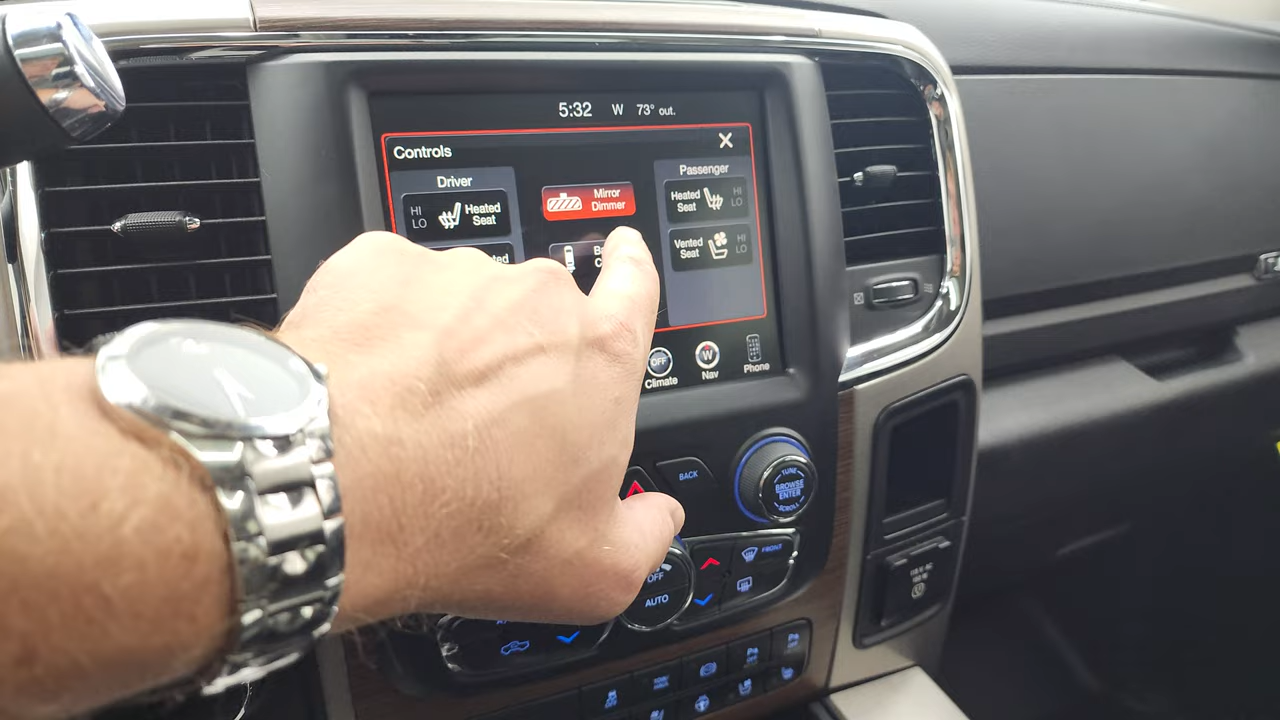 5:32 W 73° out.
Controls
Driver
Passenger
HI
LO
Heated
Seat
Mirror
Dimmer
Heated
Seat
HI
LO
Vented
Seat
HI
LO
OFF
Climate
W
Nav
Phone
BACK
TUNE
BROWSE
ENTER
SCROLL
FRONT
OFF
AUTO